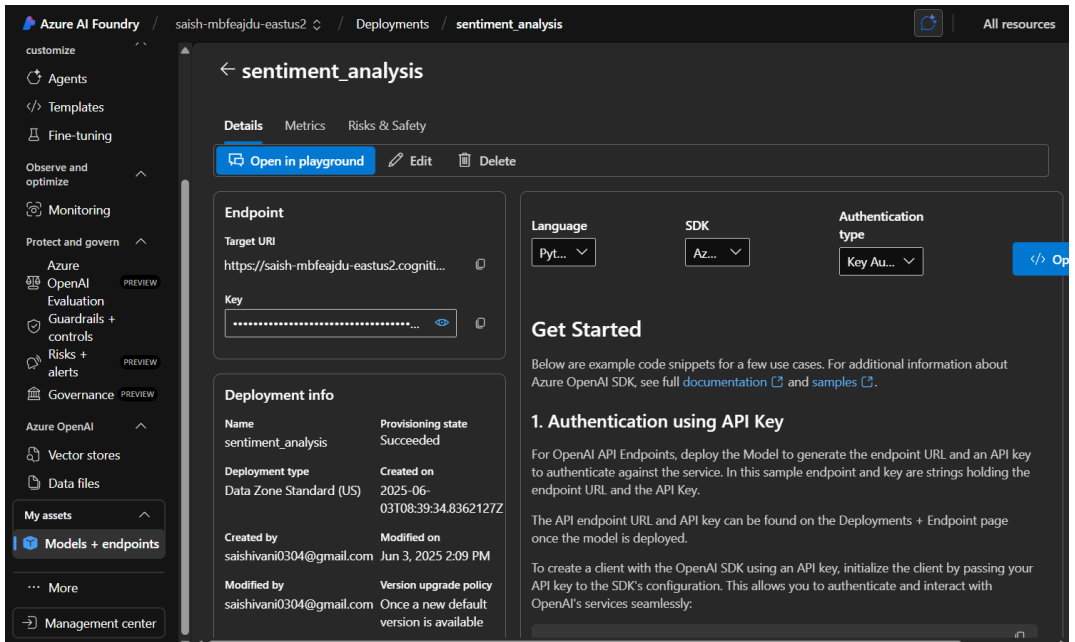 Azure AI Foundry / saish-mbfeajdu-eastus2 / Deployments / sentiment_analysis
All resources
customize
Agents
Templates
Fine-tuning
Observe and
optimize
Monitoring
Protect and govern
Azure
OpenAI
Evaluation
PREVIEW
Guardrails +
controls
Risks +
alerts
PREVIEW
Governance PREVIEW
Azure OpenAI
Vector stores
Data files
My assets
Models + endpoints
More
Management center
sentiment_analysis
Details Metrics Risks & Safety
Open in playground Edit Delete
Endpoint
Target URI
https://saish-mbfeajdu-eastus2.cogniti...
Key
••••••••••••••••••••••••••••••••••••...
Deployment info
Name
sentiment_analysis
Provisioning state
Succeeded
Deployment type
Data Zone Standard (US)
Created on
2025-06-
03T08:39:34.8362127Z
Created by
saishivani0304@gmail.com
Modified on
Jun 3, 2025 2:09 PM
Modified by
saishivani0304@gmail.com
Version upgrade policy
Once a new default
version is available
Language
Pyt...
SDK
Az...
Authentication
type
Key Au...
</> Op
Get Started
Below are example code snippets for a few use cases. For additional information about
Azure OpenAI SDK, see full documentation and samples.
1. Authentication using API Key
For OpenAI API Endpoints, deploy the Model to generate the endpoint URL and an API key
to authenticate against the service. In this sample endpoint and key are strings holding the
endpoint URL and the API Key.
The API endpoint URL and API key can be found on the Deployments + Endpoint page
once the model is deployed.
To create a client with the OpenAI SDK using an API key, initialize the client by passing your
API key to the SDK's configuration. This allows you to authenticate and interact with
OpenAI's services seamlessly: